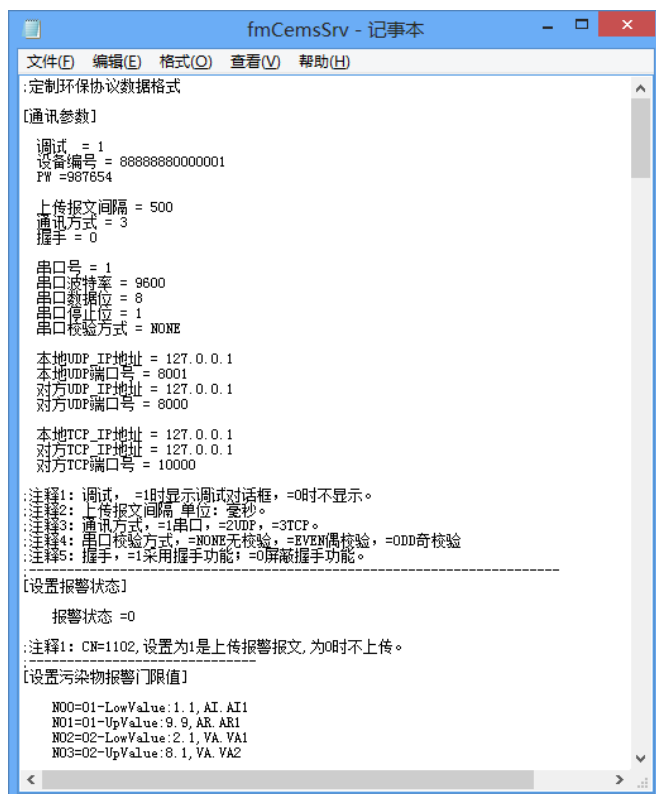 fmCemsSrv - 记事本
文件(F) 编辑(E) 格式(O) 查看(V) 帮助(H)
;定制环保协议数据格式
[通讯参数]
调试 = 1
设备编号 = 88888880000001
PW =987654
上传报文间隔 = 500
通讯方式 = 3
握手 = 0
串口号 = 1
串口波特率 = 9600
串口数据位 = 8
串口停止位 = 1
串口校验方式 = NONE
本地UDP_IP地址 = 127.0.0.1
本地UDP端口号 = 8001
对方UDP_IP地址 = 127.0.0.1
对方UDP端口号 = 8000
本地TCP_IP地址 = 127.0.0.1
对方TCP_IP地址 = 127.0.0.1
对方TCP端口号 = 10000
;注释1: 调试, =1时显示调试对话框,=0时不显示。
;注释2: 上传报文间隔 单位: 毫秒。
;注释3: 通讯方式,=1串口,=2UDP,=3TCP。
;注释4: 串口校验方式,=NONE无校验,=EVEN偶校验,=ODD奇校验
;注释5: 握手,=1采用握手功能;=0屏蔽握手功能。
;-----------------------------------------------------------------
[设置报警状态]
报警状态 =0
;注释1: CN=1102,设置为1是上传报警报文,为0时不上传。
;----------------------------
[设置污染物报警门限值]
N00=01-LowValue:1.1,AI.AI1
N01=01-UpValue:9.9,AR.AR1
N02=02-LowValue:2.1,VA.VA1
N03=02-UpValue:8.1,VA.VA2